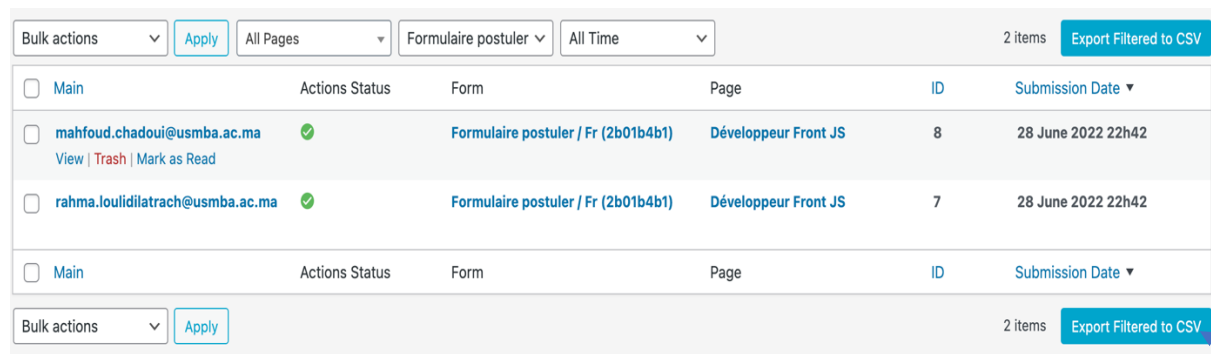 Bulk actions Apply All Pages Formulaire postuler All Time 2 items Export Filtered to CSV
Main Actions Status Form Page ID Submission Date
mahfoud.chadoui@usmba.ac.ma Formulaire postuler / Fr (2b01b4b1) Développeur Front JS 8 28 June 2022 22h42
View | Trash | Mark as Read
rahma.loulidilatrach@usmba.ac.ma Formulaire postuler / Fr (2b01b4b1) Développeur Front JS 7 28 June 2022 22h42
Main Actions Status Form Page ID Submission Date
Bulk actions Apply 2 items Export Filtered to CSV